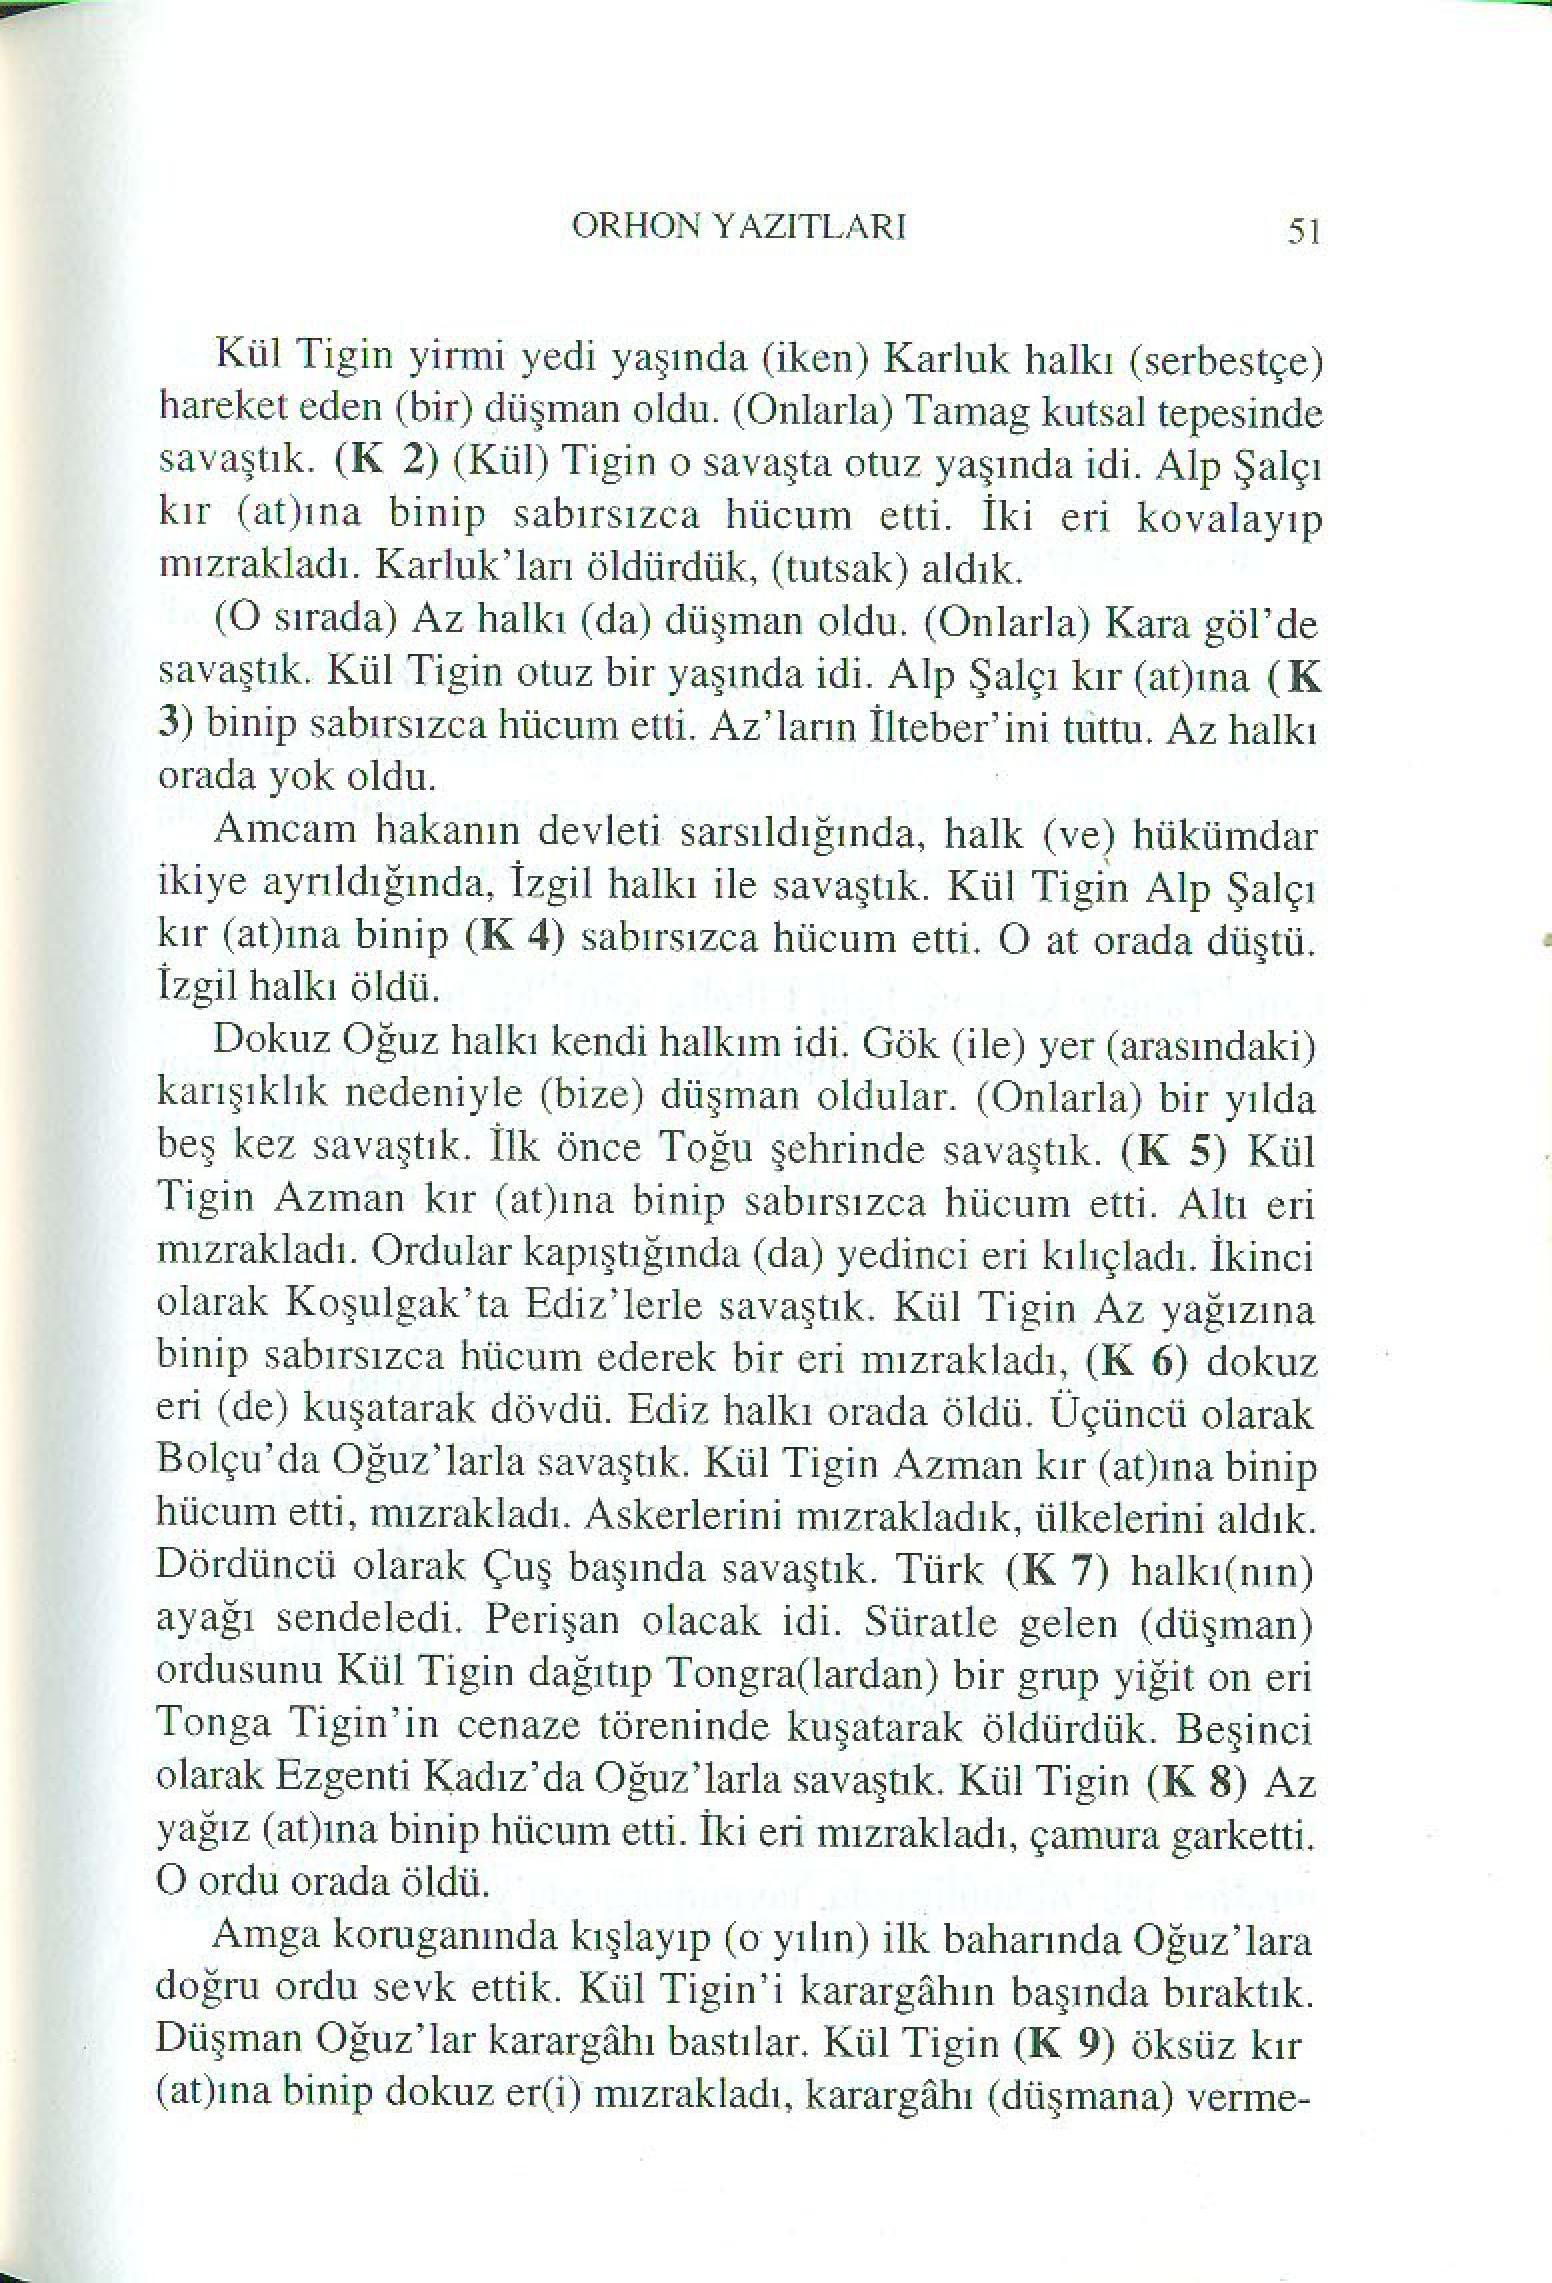 ORHON YAZITLARI 51
Kül Tigin yirmi yedi yaşında (iken) Karluk halkı (serbestçe)
hareket eden (bir) düşman oldu. (Onlarla) Tamag kutsal tepesinde
savaştık. (K 2) (Kül) Tigin o savaşta otuz yaşında idi. Alp Şalçı
kır (at)ına binip sabırsızca hücum etti. İki eri kovalayıp
mızrakladı. Karluk'ları öldürdük, (tutsak) aldık.
(O sırada) Az halkı (da) düşman oldu. (Onlarla) Kara göl'de
savaştık. Kül Tigin otuz bir yaşında idi. Alp Şalçı kır (at)ına (K
3) binip sabırsızca hücum etti. Az'ların İlteber'ini tuttu. Az halkı
orada yok oldu.
Amcam hakanın devleti sarsıldığında, halk (ve) hükümdar
ikiye ayrıldığında, İzgil halkı ile savaştık. Kül Tigin Alp Şalçı
kır (at)ına binip (K 4) sabırsızca hücum etti. O at orada düştü.
İzgil halkı öldü.
Dokuz Oğuz halkı kendi halkım idi. Gök (ile) yer (arasındaki)
karışıklık nedeniyle (bize) düşman oldular. (Onlarla) bir yılda
beş kez savaştık. İlk önce Toğu şehrinde savaştık. (K 5) Kül
Tigin Azman kır (at)ına binip sabırsızca hücum etti. Altı eri
mızrakladı. Ordular kapıştığında (da) yedinci eri kılıçladı. İkinci
olarak Koşulgak'ta Ediz'lerle savaştık. Kül Tigin Az yağızına
binip sabırsızca hücum ederek bir eri mızrakladı, (K 6) dokuz
eri (de) kuşatarak dövdü. Ediz halkı orada öldü. Üçüncü olarak
Bolçu'da Oğuz'larla savaştık. Kül Tigin Azman kır (at)ına binip
hücum etti, mızrakladı. Askerlerini mızrakladık, ülkelerini aldık.
Dördüncü olarak Çuş başında savaştık. Türk (K 7) halkı(nın)
ayağı sendeledi. Perişan olacak idi. Süratle gelen (düşman)
ordusunu Kül Tigin dağıtıp Tongra(lardan) bir grup yiğit on eri
Tonga Tigin'in cenaze töreninde kuşatarak öldürdük. Beşinci
olarak Ezgenti Kadız'da Oğuz'larla savaştık. Kül Tigin (K 8) Az
yağız (at)ına binip hücum etti. İki eri mızrakladı, çamura garketti.
O ordu orada öldü.
Amga koruganında kışlayıp (o yılın) ilk baharında Oğuz'lara
doğru ordu sevk ettik. Kül Tigin'i karargâhın başında bıraktık.
Düşman Oğuz'lar karargâhı bastılar. Kül Tigin (K 9) öksüz kır
(at)ına binip dokuz er(i) mızrakladı, karargâhı (düşmana) verme-